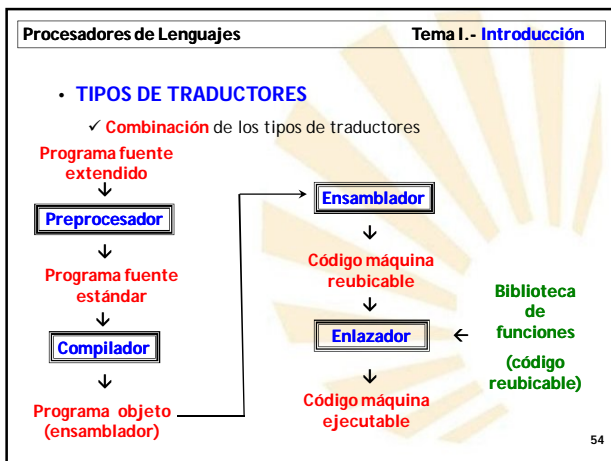 Procesadores de Lenguajes
Tema I.- Introducción
• TIPOS DE TRADUCTORES
✓ Combinación de los tipos de traductores
Programa fuente
extendido
Preprocesador
Programa fuente
estándar
Compilador
Programa objeto
(ensamblador)
Ensamblador
Código máquina
reubicable
Enlazador
Código máquina
ejecutable
Biblioteca
de
funciones
(código
reubicable)
54